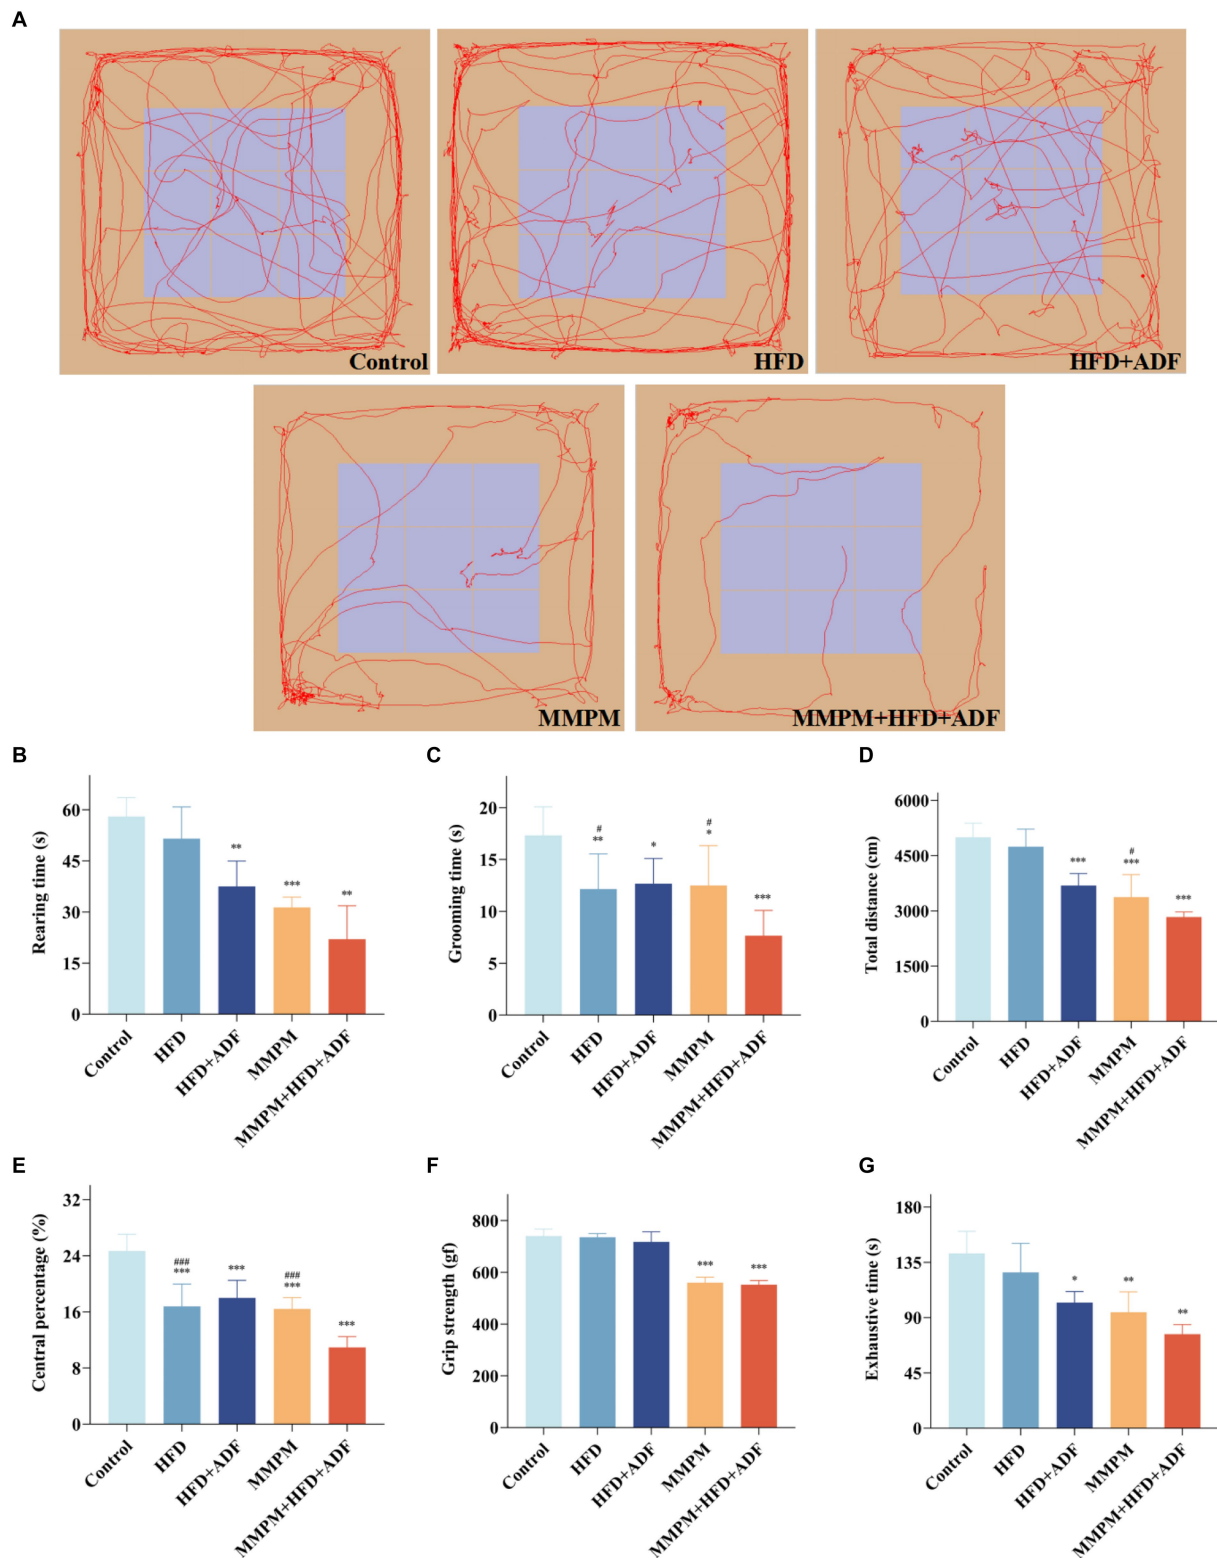 A
Control
HFD
HFD+ADF
MMPM
MMPM+HFD+ADF
B
Rearing time (s)
60
45
30
15
0
**
***
**
Control
HFD
HFD+ADF
MMPM
MMPM+HFD+ADF
C
Grooming time (s)
20
15
10
5
0
#
**
*
#
*
***
Control
HFD
HFD+ADF
MMPM
MMPM+HFD+ADF
D
Total distance (cm)
6000
4500
3000
1500
0
***
#
***
***
Control
HFD
HFD+ADF
MMPM
MMPM+HFD+ADF
E
Central percentage (%)
32
24
16
8
0
###
***
***
###
***
***
Control
HFD
HFD+ADF
MMPM
MMPM+HFD+ADF
F
Grip strength (gf)
800
600
400
200
0
***
***
Control
HFD
HFD+ADF
MMPM
MMPM+HFD+ADF
G
Exhaustive time (s)
180
135
90
45
0
*
**
**
Control
HFD
HFD+ADF
MMPM
MMPM+HFD+ADF